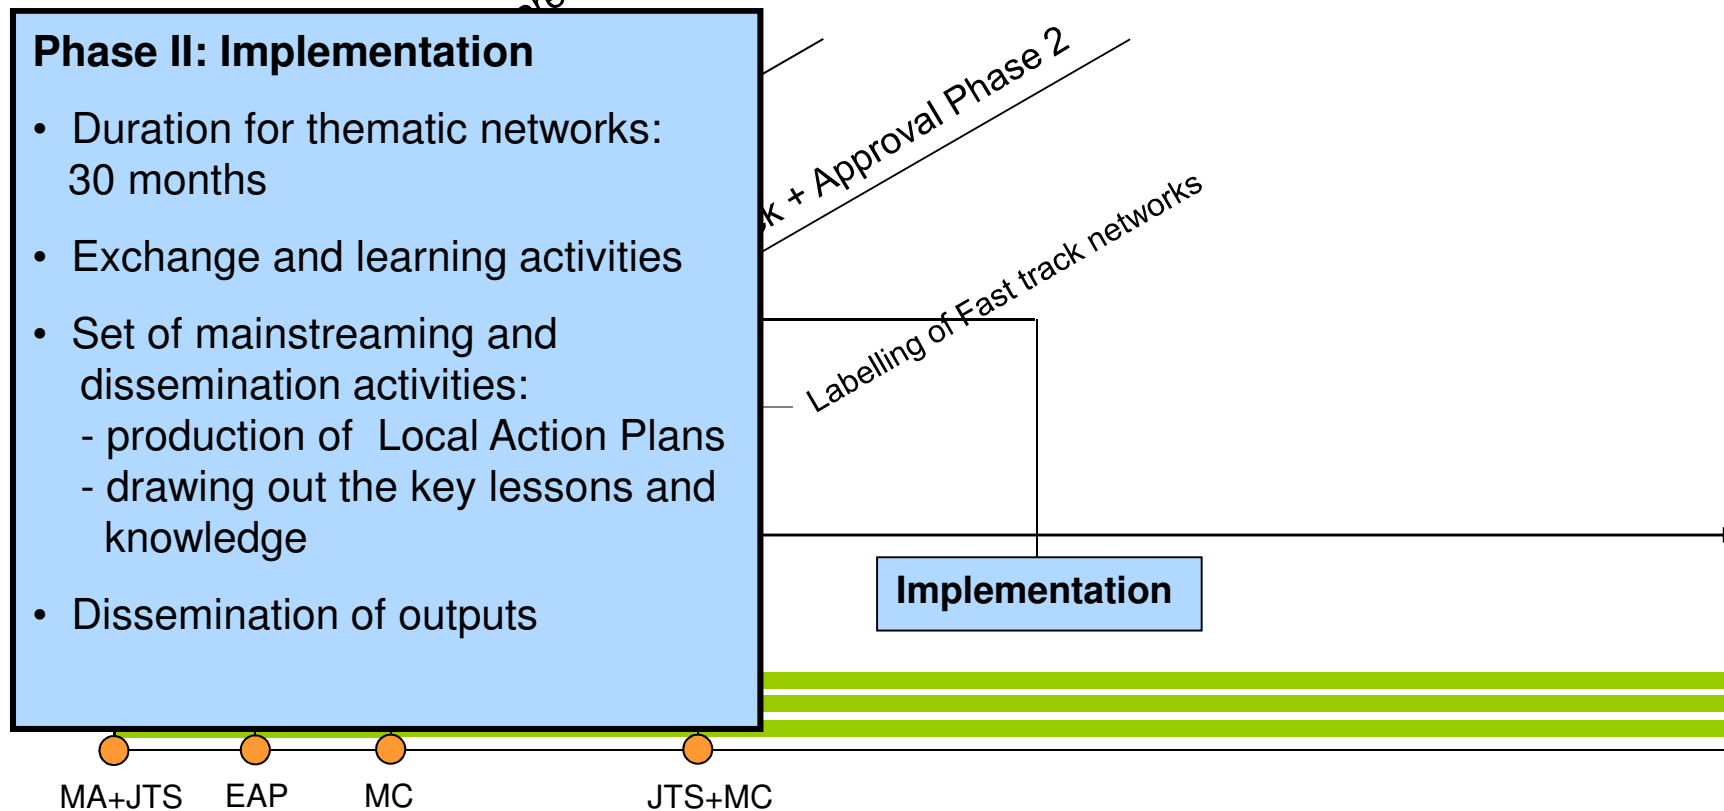 Phase II: Implementation
• Duration for thematic networks:
30 months
• Exchange and learning activities
• Set of mainstreaming and
dissemination activities:
- production of Local Action Plans
- drawing out the key lessons and
knowledge
• Dissemination of outputs
+ Approval Phase 2
Labelling of Fast track networks
Implementation
MA+JTS
EAP
MC
JTS+MC